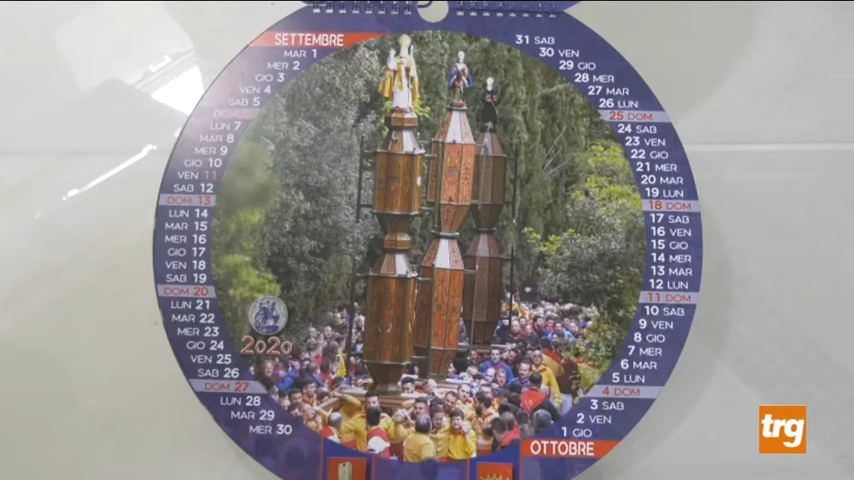 SETTEMBRE
MAR 1
MER 2
GIO 3
VEN 4
SAB 5
DOM
LUN 7
MAR 8
MER 9
GIO 10
VEN 11
SAB 12
DOM 13
LUN 14
MAR 15
MER 16
GIO 17
VEN 18
SAB 19
DOM 20
LUN 21
MAR 22
MER 23
GIO 24
VEN 25
SAB 26
DOM 27
LUN 28
MAR 29
MER 30
2020
31 SAB
30 VEN
29 GIO
28 MER
27 MAR
26 LUN
25 DOM
24 SAB
23 VEN
22 GIO
21 MER
20 MAR
19 LUN
18 DOM
17 SAB
16 VEN
15 GIO
14 MER
13 MAR
12 LUN
11 DOM
10 SAB
9 VEN
8 GIO
7 MER
6 MAR
5 LUN
4 DOM
3 SAB
2 VEN
1 GIO
OTTOBRE
trg